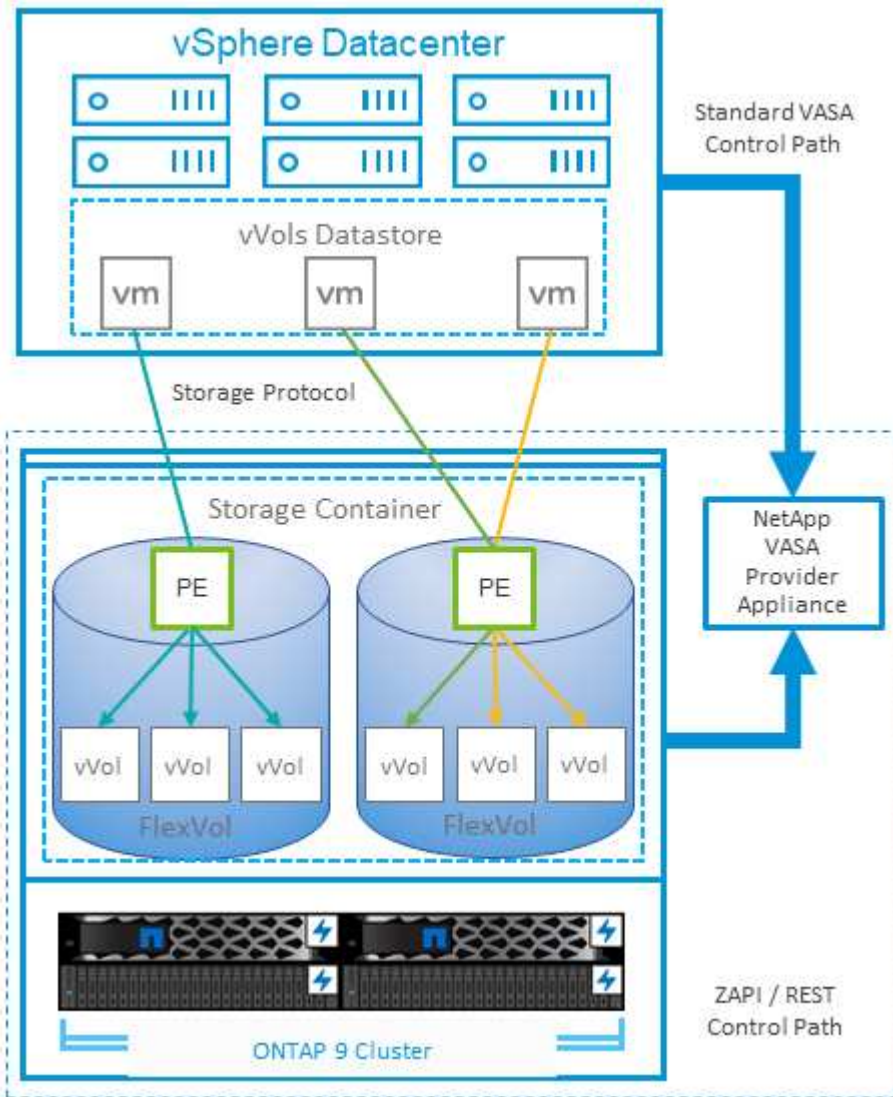 vSphere Datacenter
Standard VASA
Control Path
vVols Datastore
vm
vm
vm
Storage Protocol
Storage Container
NetApp
VASA
Provider
Appliance
PE
PE
vVol
vVol
vVol
vVol
vVol
vVol
FlexVol
FlexVol
ZAPI / REST
Control Path
ONTAP 9 Cluster